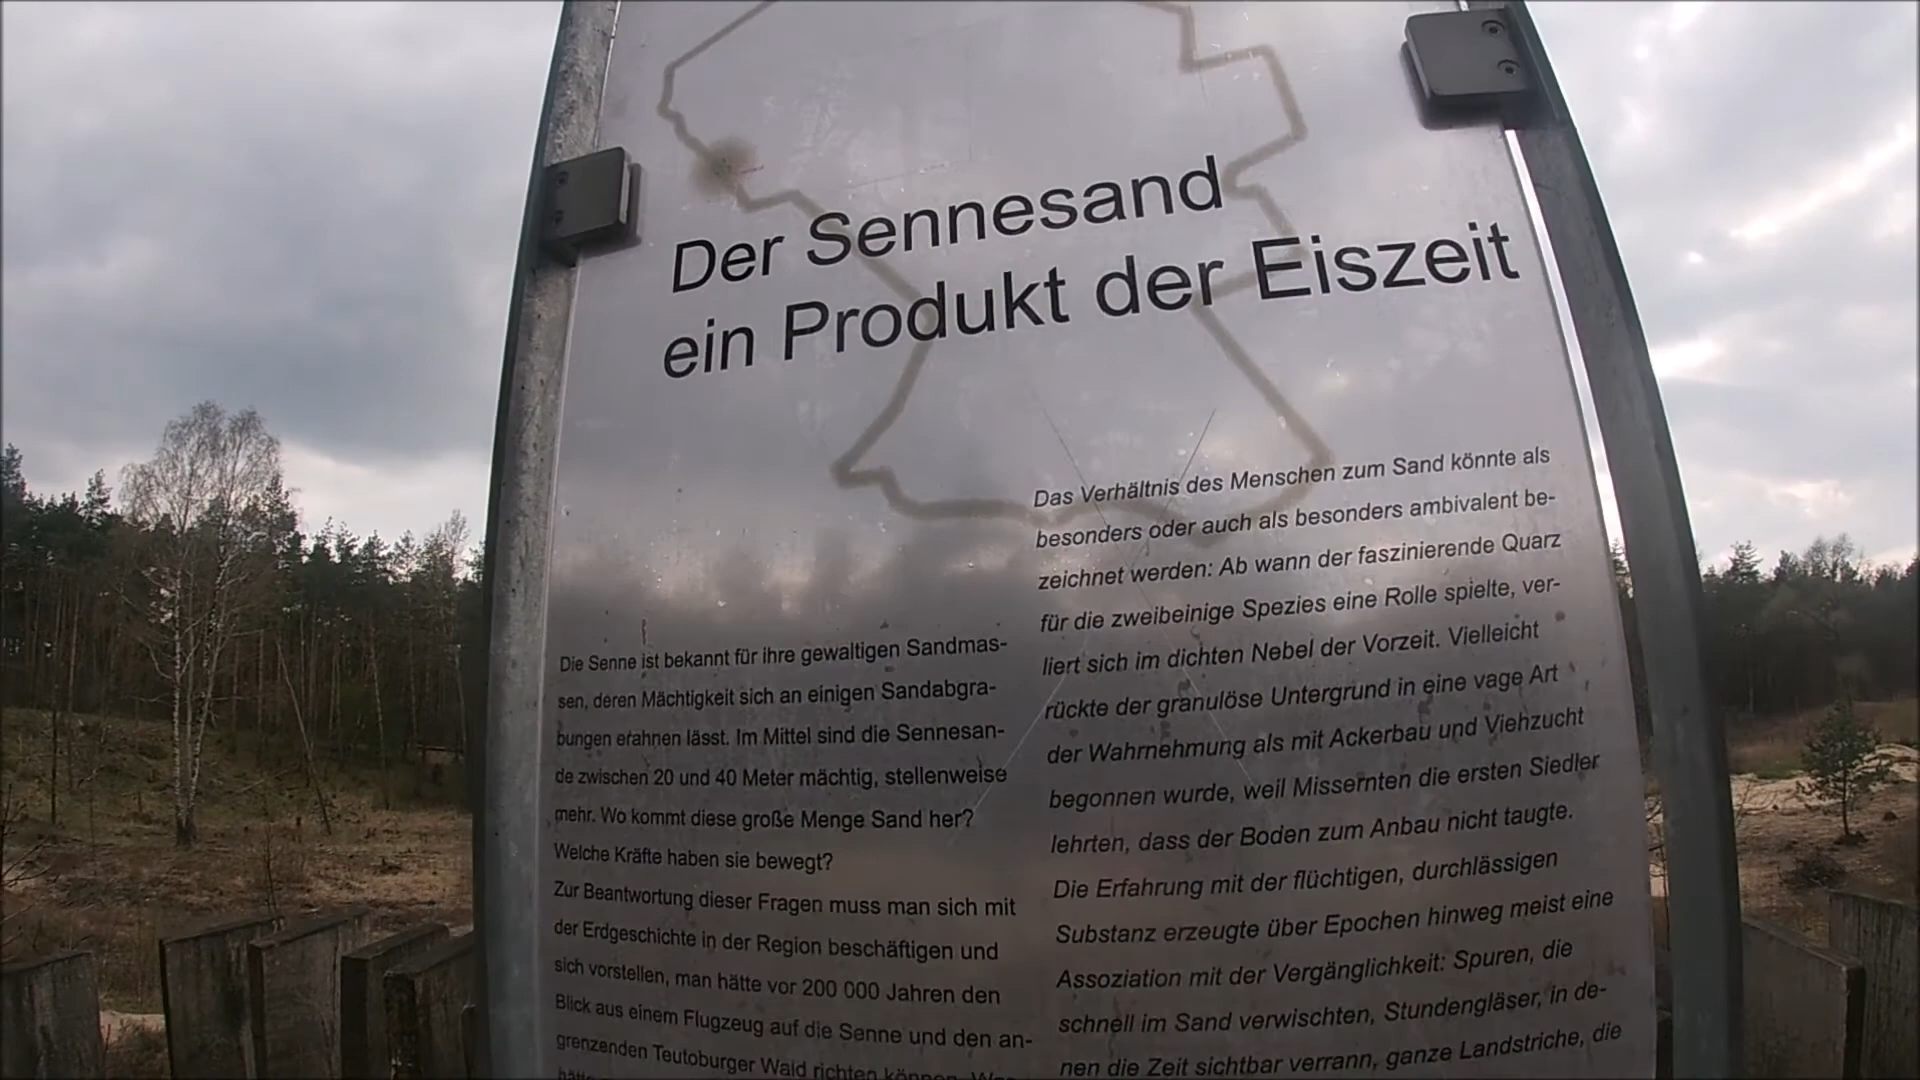 Der Sennesand
ein Produkt der Eiszeit
Die Senne ist bekannt für ihre gewaltigen Sandmas-
sen, deren Mächtigkeit sich an einigen Sandabgra-
bungen erahnen lässt. Im Mittel sind die Sennesan-
de zwischen 20 und 40 Meter mächtig, stellenweise
mehr. Wo kommt diese große Menge Sand her?
Welche Kräfte haben sie bewegt?
Zur Beantwortung dieser Fragen muss man sich mit
der Erdgeschichte in der Region beschäftigen und
sich vorstellen, man hätte vor 200 000 Jahren den
Blick aus einem Flugzeug auf die Senne und den an-
grenzenden Teutoburger Wald richten können.
Das Verhältnis des Menschen zum Sand könnte als
besonders oder auch als besonders ambivalent be-
zeichnet werden: Ab wann der faszinierende Quarz
für die zweibeinige Spezies eine Rolle spielte, ver-
liert sich im dichten Nebel der Vorzeit. Vielleicht
rückte der granulöse Untergrund in eine vage Art
der Wahrnehmung als mit Ackerbau und Viehzucht
begonnen wurde, weil Missernten die ersten Siedler
lehrten, dass der Boden zum Anbau nicht taugte.
Die Erfahrung mit der flüchtigen, durchlässigen
Substanz erzeugte über Epochen hinweg meist eine
Assoziation mit der Vergänglichkeit: Spuren, die
schnell im Sand verwischten, Stundengläser, in de-
nen die Zeit sichtbar verrann, ganze Landstriche, die